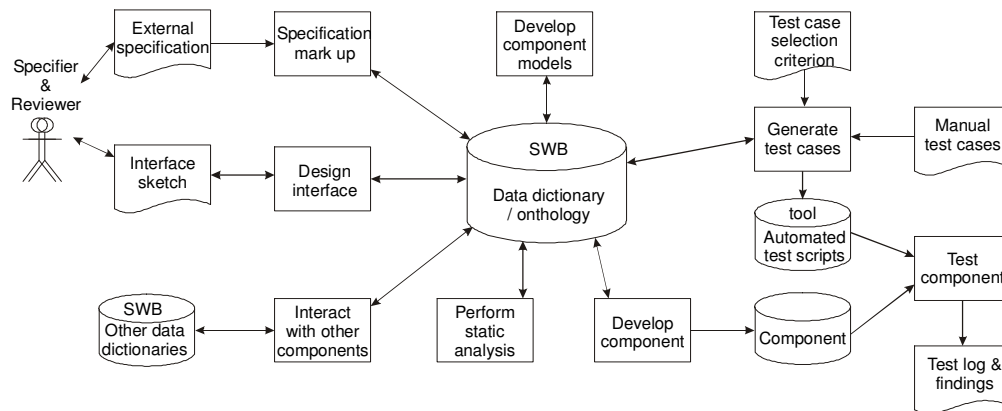 Specifier
&
Reviewer
External
specification
Specification
mark up
Develop
component
models
Test case
selection
criterion
Interface
sketch
Design
interface
SWB
Data dictionary
/ onthology
Generate
test cases
Manual
test cases
tool
Automated
test scripts
Test
component
SWB
Other data
dictionaries
Interact
with other
components
Perform
static
analysis
Develop
component
Component
Test log &
findings